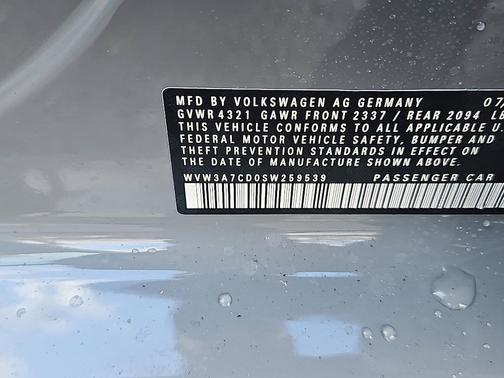 MFD BY VOLKSWAGEN AG GERMANY 07/
GVWR 4321 GAWR FRONT 2337 / REAR 2094 LB
THIS VEHICLE CONFORMS TO ALL APPLICABLE U
FEDERAL MOTOR VEHICLE SAFETY, BUMPER AND
THEFT PREVENTION STANDARDS IN EFFECT ON
THE DATE OF MANUFACTURE SHOWN ABOVE.
WVW3A7CD0SW259539 PASSENGER CAR